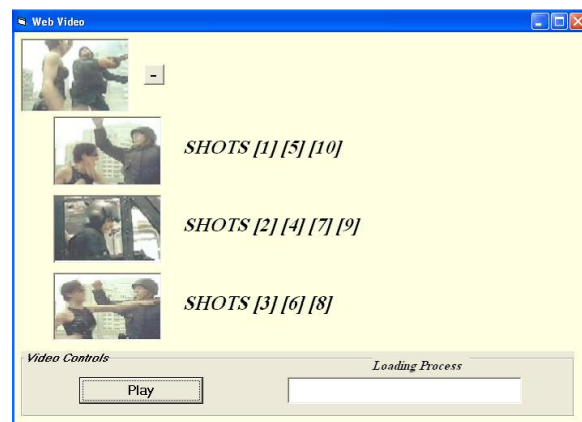 Web Video
-
SHOTS [1] [5] [10]
SHOTS [2] [4] [7] [9]
SHOTS [3] [6] [8]
Video Controls
Loading Process
Play